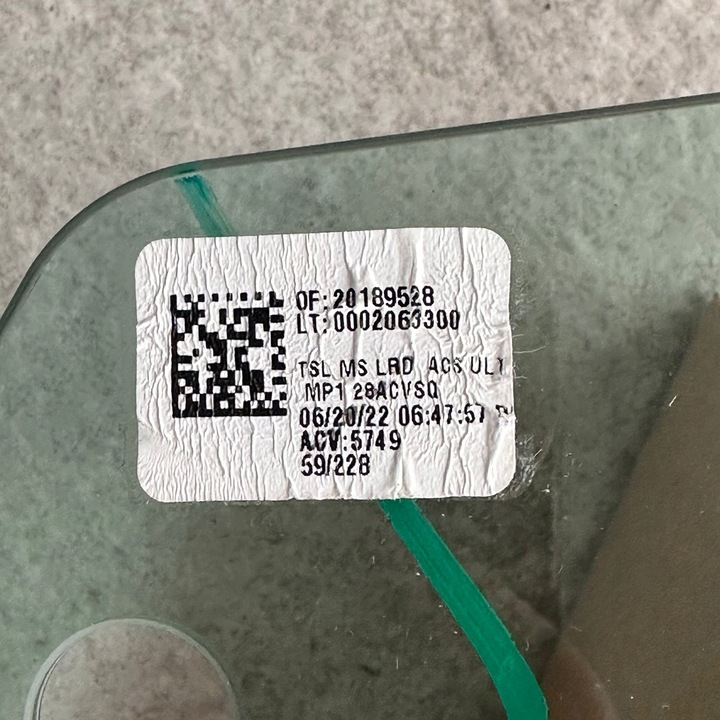 OF: 20189528
LT: 0002063300
TSL MS LRD ACS ULT
MP1 28ACVSQ
06/20/22 06:47:57
ACV:5749
59/228